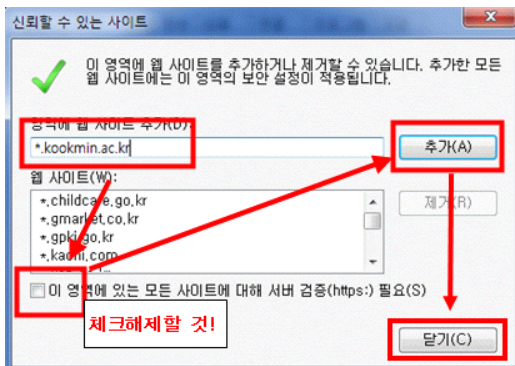 신뢰할 수 있는 사이트
이 영역에 웹 사이트를 추가하거나 제거할 수 있습니다. 추가한 모든
웹 사이트에는 이 영역의 보안 설정이 적용됩니다.
영역에 웹 사이트 추가(D):
*.kookmin.ac.kr
추가(A)
웹 사이트(W):
*.childcare.go.kr
제거(R)
*.gmarket.co.kr
*.gpki.go.kr
이 영역에 있는 모든 사이트에 대해 서버 검증(https:) 필요(S)
체크해제할 것!
닫기(C)